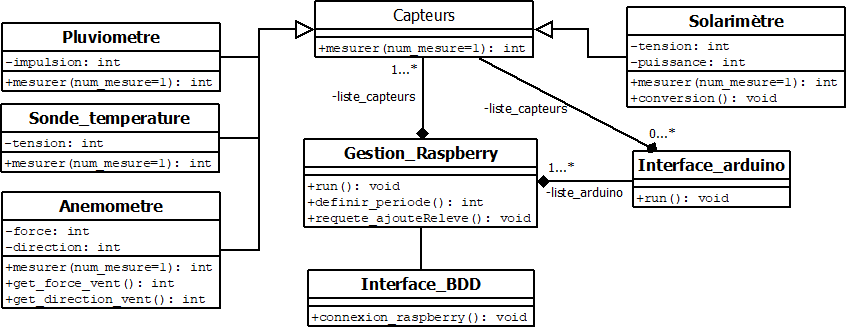 Capteurs
+mesurer(num_mesure=1): int
Pluviometre
-impulsion: int
+mesurer(num_mesure=1): int
Solarimètre
-tension: int
-puissance: int
+mesurer(num_mesure=1): int
+conversion(): void
1...*
-liste_capteurs
-liste_capteurs
0...*
Sonde_temperature
-tension: int
+mesurer(num_mesure=1): int
Gestion_Raspberry
+run(): void
+definir_periode(): int
+requete_ajouteReleve(): void
1...*
-liste_arduino
Interface_arduino
+run(): void
Anemometre
-force: int
-direction: int
+mesurer(num_mesure=1): int
+get_force_vent(): int
+get_direction_vent(): int
Interface_BDD
+connexion_raspberry(): void